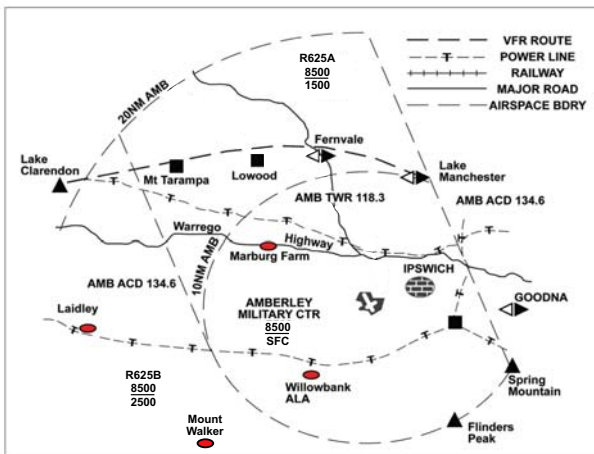 R625A
8500
1500
VFR ROUTE
POWER LINE
RAILWAY
MAJOR ROAD
AIRSPACE BDRY
20NM AMB
Fernvale
Lake
Clarendon
Mt Tarampa
Lowood
Lake
Manchester
AMB TWR 118.3
AMB ACD 134.6
Warrego
Highway
Marburg Farm
10NM AMB
IPSWICH
AMB ACD 134.6
AMBERLEY
MILITARY CTR
8500
SFC
GOODNA
Laidley
R625B
8500
2500
Willowbank
ALA
Spring
Mountain
Mount
Walker
Flinders
Peak